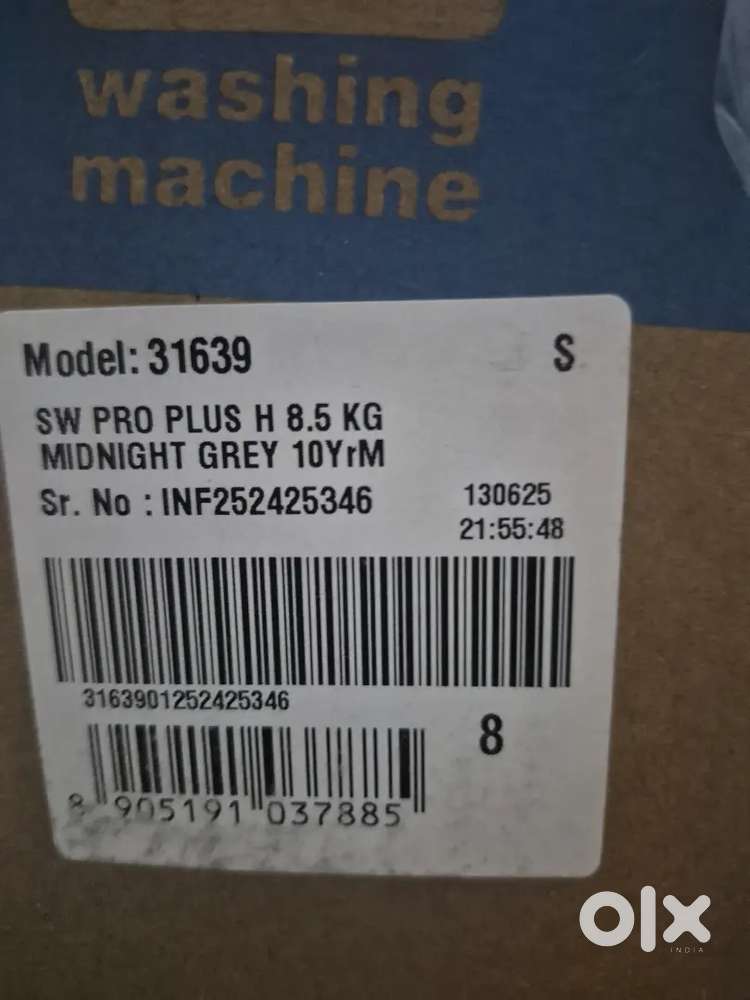 washing
machine
Model: 31639 S
SW PRO PLUS H 8.5 KG
MIDNIGHT GREY 10YrM
Sr. No : INF252425346 130625
21:55:48
3163901252425346
8
8 905191 037885
olx
INDIA